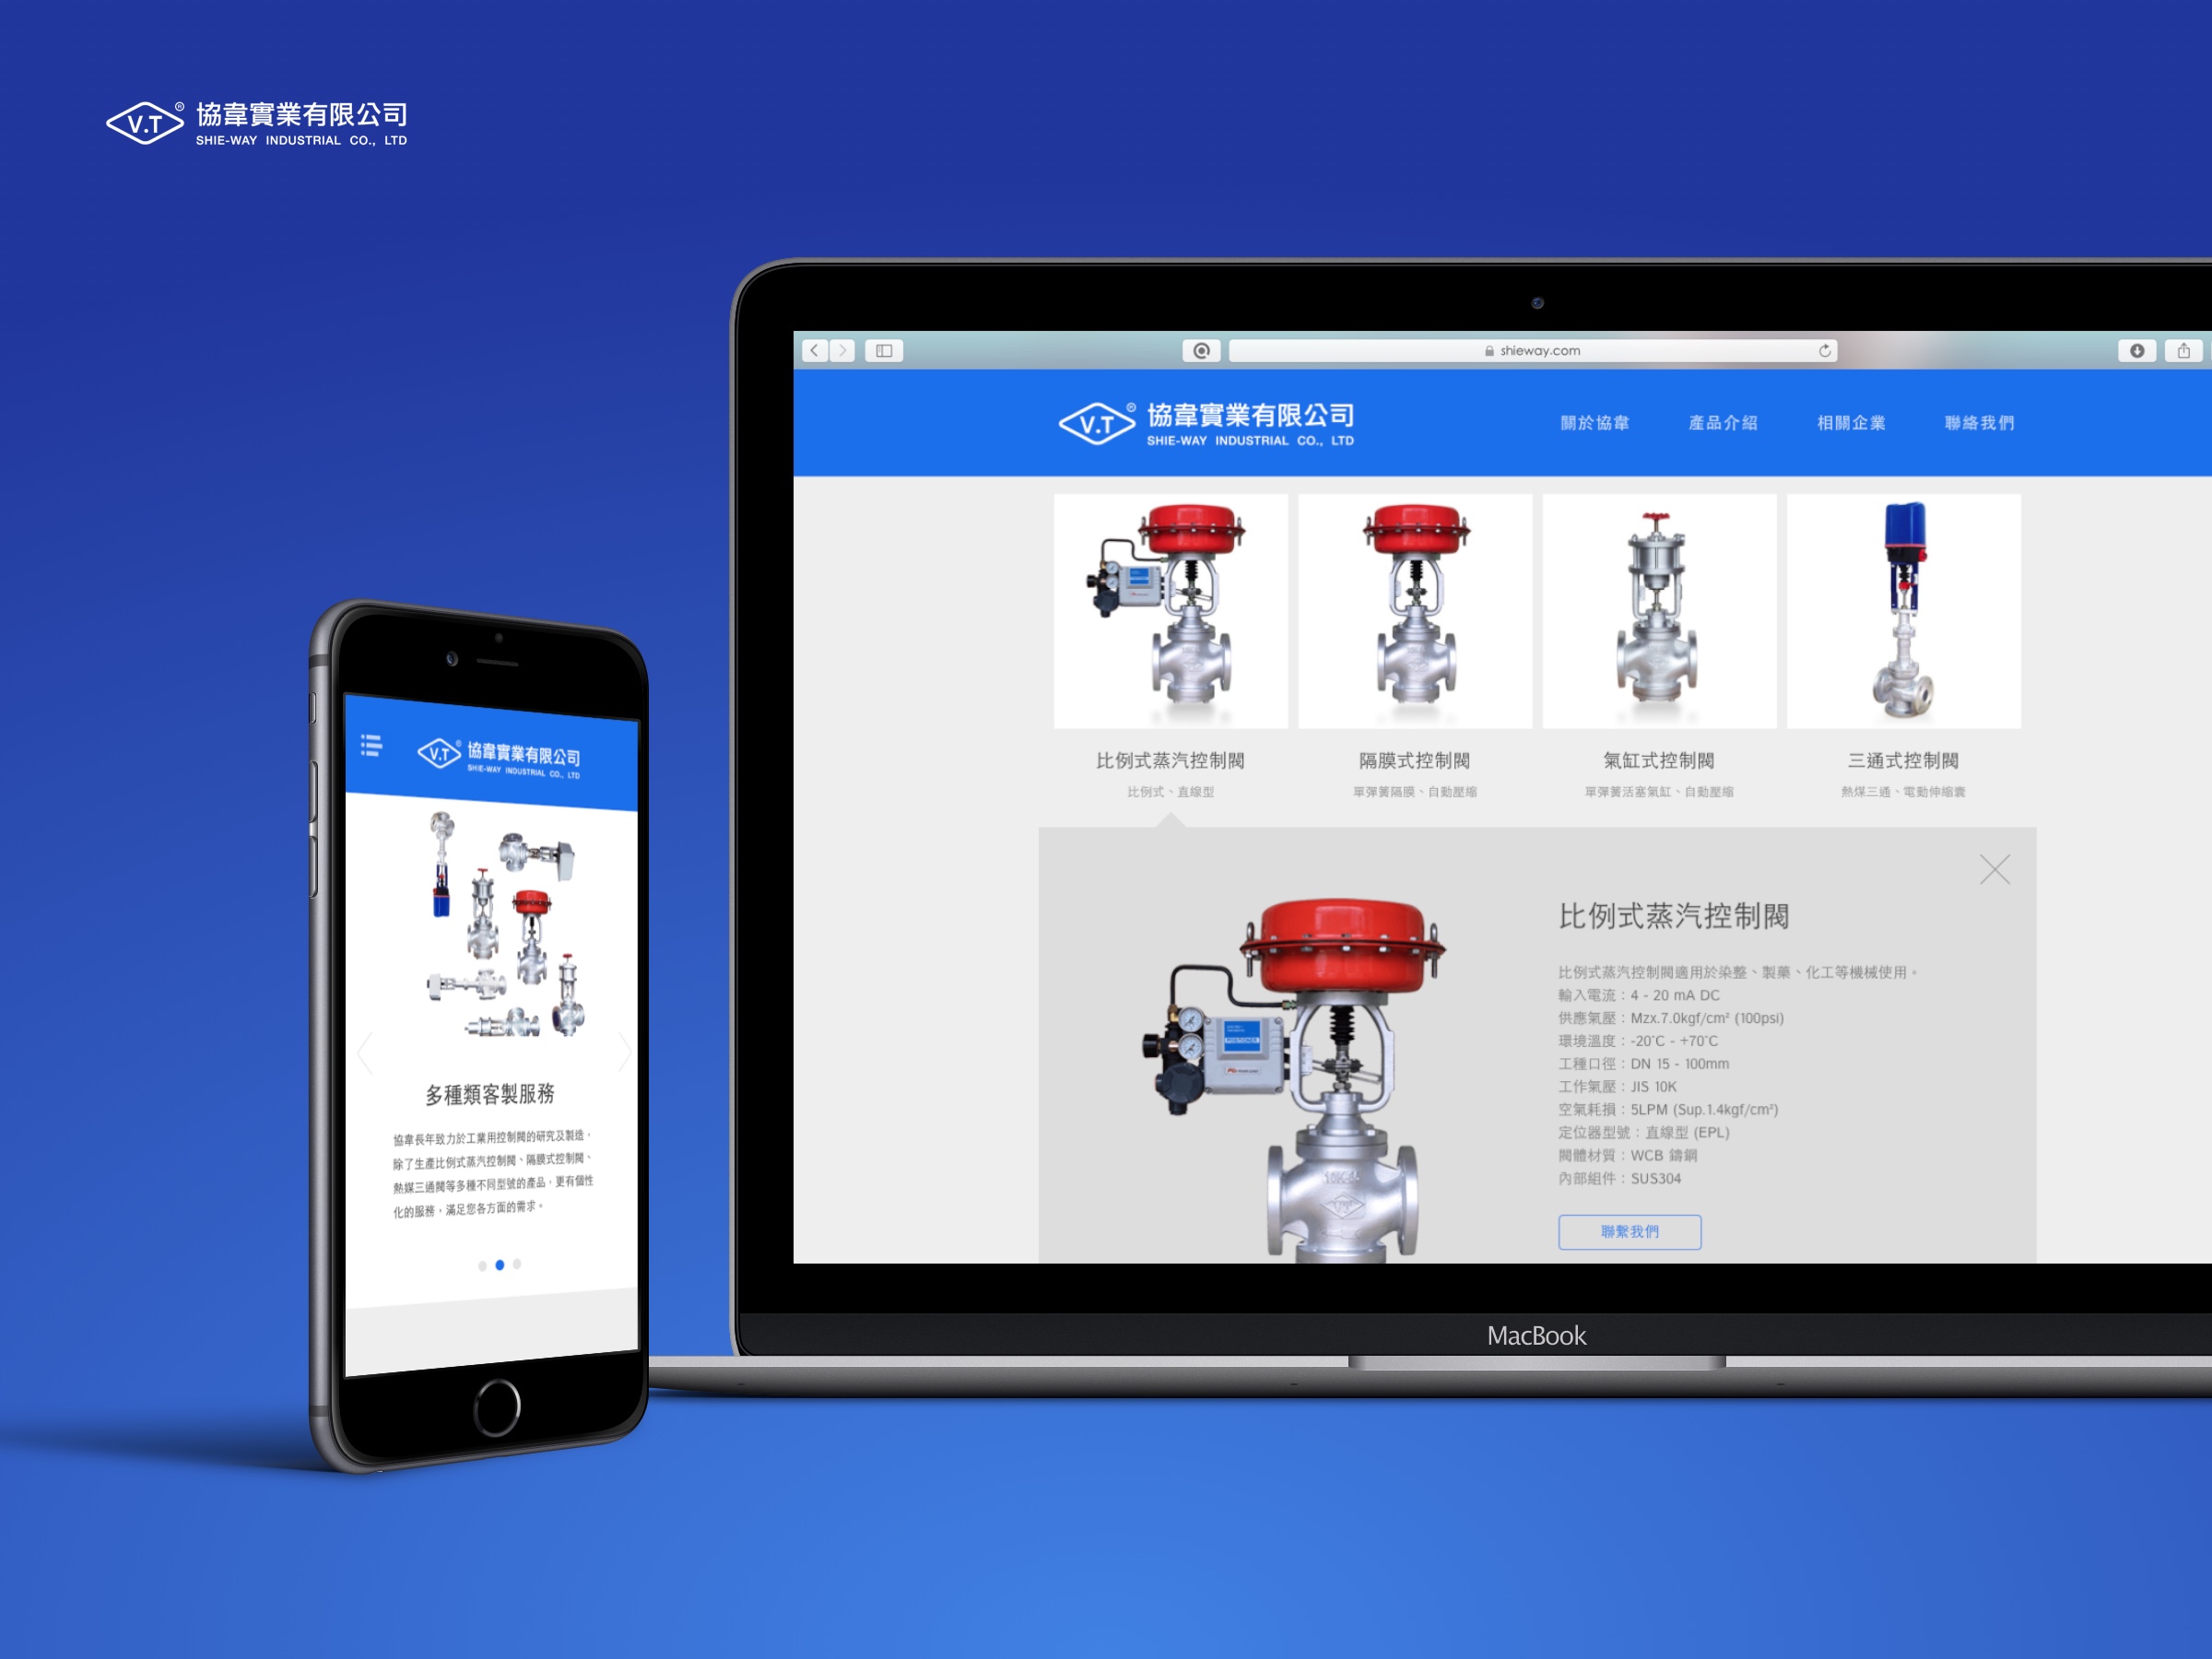 V.T®
協韋實業有限公司
SHIE-WAY INDUSTRIAL CO., LTD
shieway.com
V.T®
協韋實業有限公司
SHIE-WAY INDUSTRIAL CO., LTD
關於協韋
產品介紹
相關企業
聯絡我們
比例式蒸汽控制閥
比例式、直線型
隔膜式控制閥
單彈簧隔膜、自動壓縮
氣缸式控制閥
單彈簧活塞氣缸、自動壓縮
三通式控制閥
熱媒三通、電動伸縮囊
比例式蒸汽控制閥
比例式蒸汽控制閥適用於染整、製藥、化工等機械使用。
輸入電流：4 - 20 mA DC
供應氣壓：Mzx.7.0kgf/cm² (100psi)
環境溫度：-20˚C - +70˚C
工種口徑：DN 15 - 100mm
工作氣壓：JIS 10K
空氣耗損：5LPM (Sup.1.4kgf/cm²)
定位器型號：直線型 (EPL)
閥體材質：WCB 鑄鋼
內部組件：SUS304
聯繫我們
POSITIONER
MacBook
V.T®
協韋實業有限公司
SHIE-WAY INDUSTRIAL CO., LTD
多種類客製服務
協韋長年致力於工業用控制閥的研究及製造，
除了生產比例式蒸汽控制閥、隔膜式控制閥、
熱媒三通閥等多種不同型號的產品，更有個性
化的服務，滿足您各方面的需求。